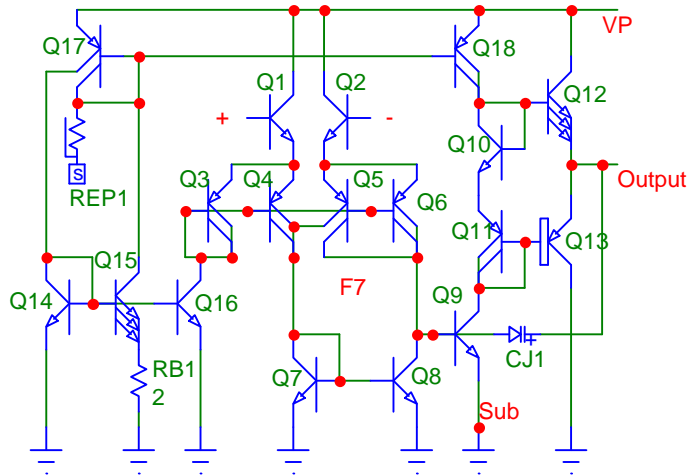 VP
Q17
Q18
Q1
Q2
Q12
+
-
Q10
S
REP1
Q3
Q4
Q5
Q6
Output
Q11
Q13
Q15
F7
Q14
Q16
Q9
CJ1
RB1
2
Q7
Q8
Sub